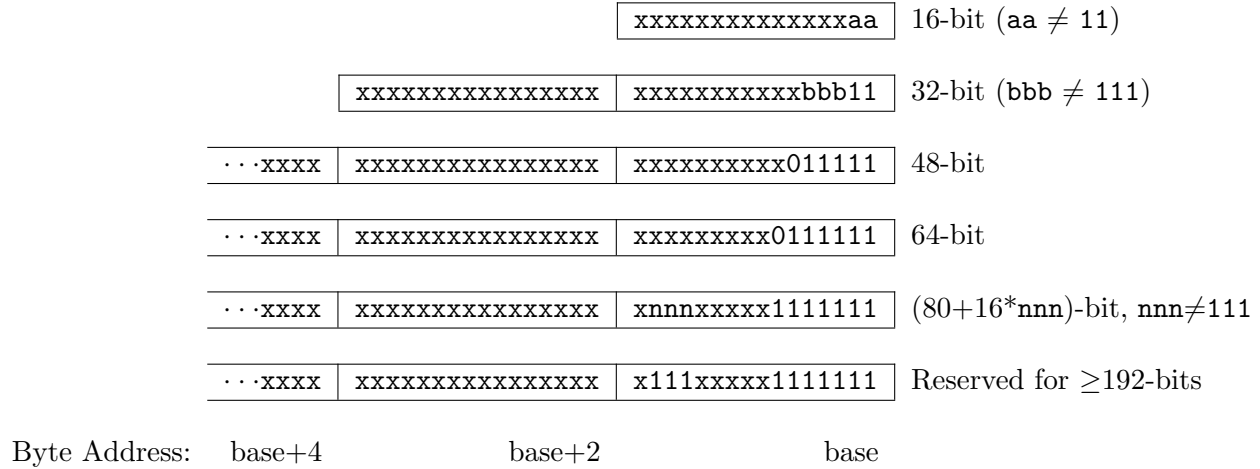 xxxxxxxxxxxxxxaa 16-bit (aa ≠ 11)
xxxxxxxxxxxxxxxx xxxxxxxxxxxbbb11 32-bit (bbb ≠ 111)
···xxxx xxxxxxxxxxxxxxxx xxxxxxxxxx011111 48-bit
···xxxx xxxxxxxxxxxxxxxx xxxxxxxxx0111111 64-bit
···xxxx xxxxxxxxxxxxxxxx xnnnxxxxx1111111 (80+16*nnn)-bit, nnn≠111
···xxxx xxxxxxxxxxxxxxxx x111xxxxx1111111 Reserved for ≥192-bits
Byte Address: base+4 base+2 base